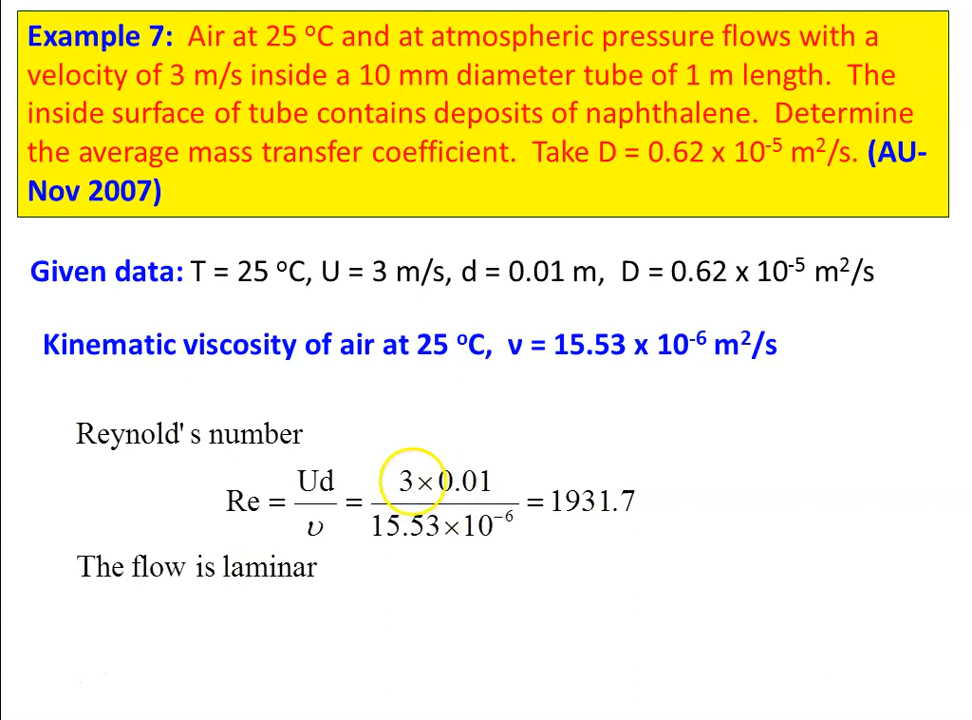 Example 7: Air at 25 °C and at atmospheric pressure flows with a
velocity of 3 m/s inside a 10 mm diameter tube of 1 m length. The
inside surface of tube contains deposits of naphthalene. Determine
the average mass transfer coefficient. Take D = 0.62 x 10⁻⁵ m²/s. (AU-
Nov 2007)
Given data: T = 25 °C, U = 3 m/s, d = 0.01 m, D = 0.62 x 10⁻⁵ m²/s
Kinematic viscosity of air at 25 °C, ν = 15.53 x 10⁻⁶ m²/s
Reynold's number
Re = Ud / υ = 3×0.01 / 15.53×10⁻⁶ = 1931.7
The flow is laminar